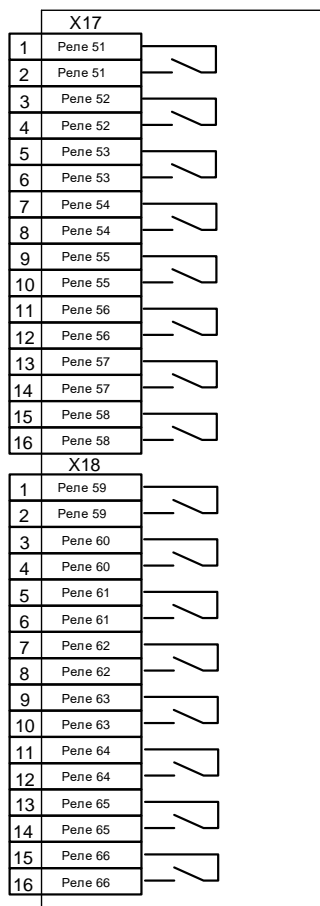 X17
1 Реле 51
2 Реле 51
3 Реле 52
4 Реле 52
5 Реле 53
6 Реле 53
7 Реле 54
8 Реле 54
9 Реле 55
10 Реле 55
11 Реле 56
12 Реле 56
13 Реле 57
14 Реле 57
15 Реле 58
16 Реле 58
X18
1 Реле 59
2 Реле 59
3 Реле 60
4 Реле 60
5 Реле 61
6 Реле 61
7 Реле 62
8 Реле 62
9 Реле 63
10 Реле 63
11 Реле 64
12 Реле 64
13 Реле 65
14 Реле 65
15 Реле 66
16 Реле 66